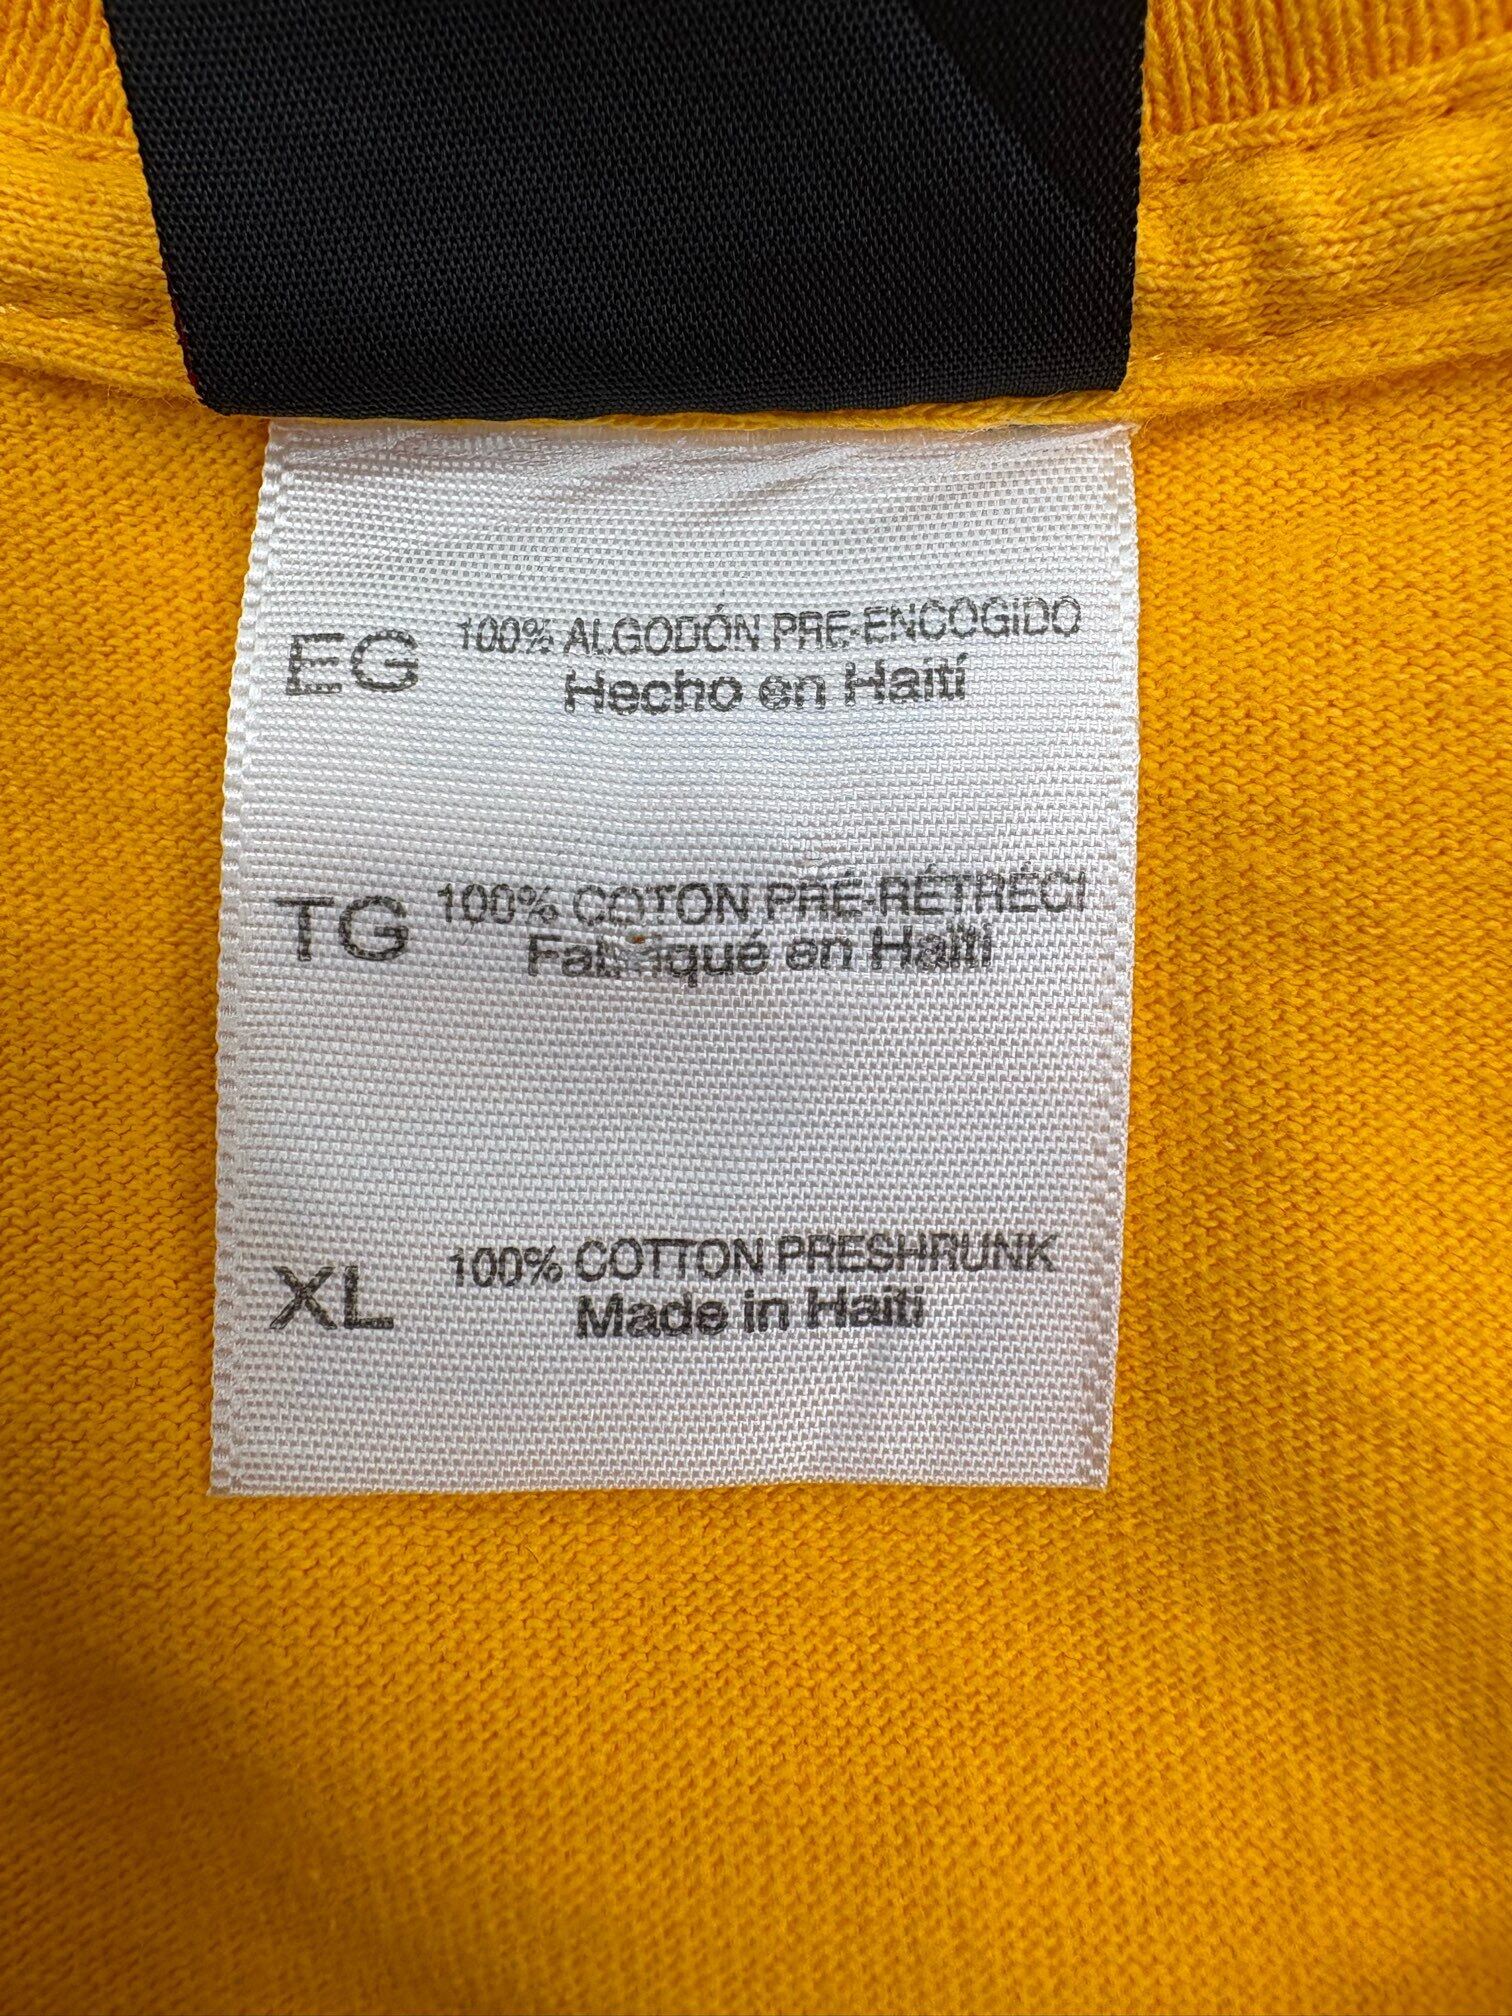 EG 100% ALGODÓN PRE-ENCOGIDO
Hecho en Haití
TG 100% COTON PRÉ-RÉTRÉCI
Fabriqué en Haïti
XL 100% COTTON PRESHRUNK
Made in Haiti